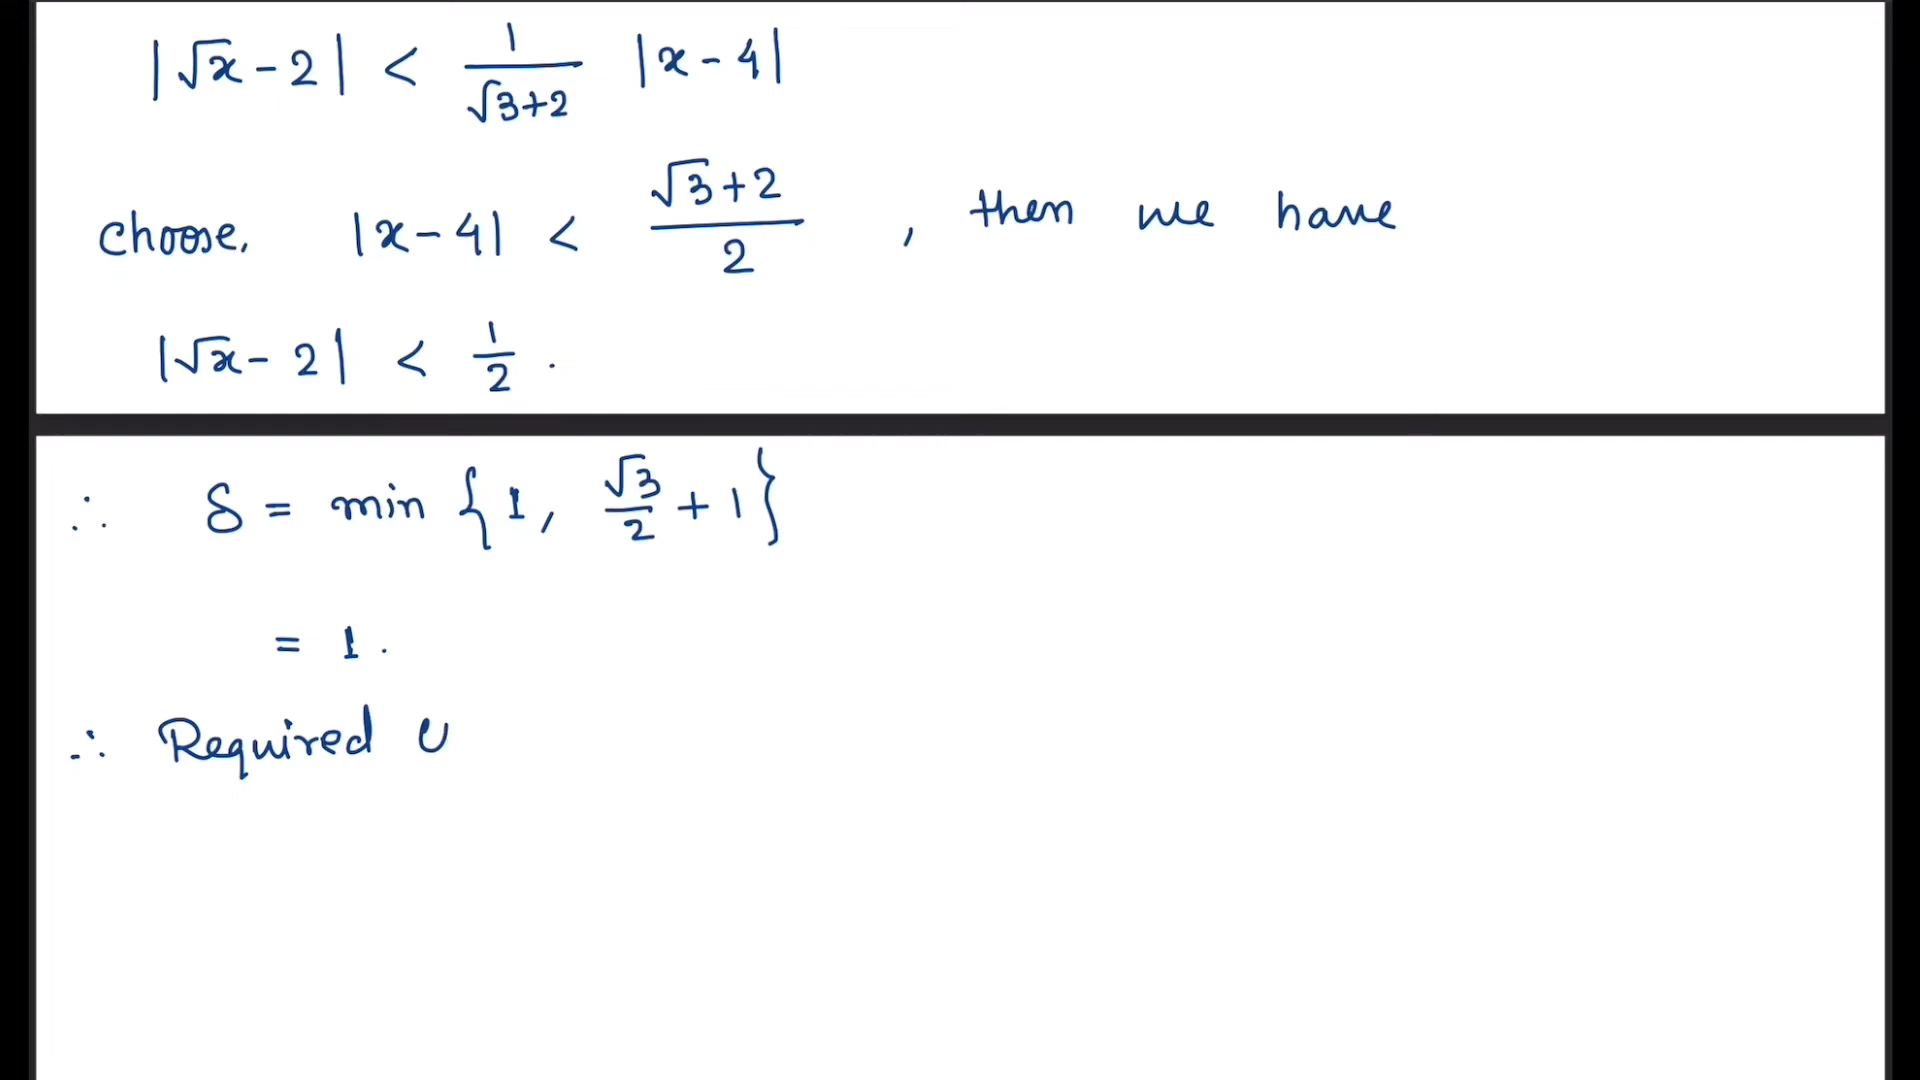 |√x - 2| < 1/(√3+2) |x - 4|
choose, |x - 4| < (√3+2)/2 , then we have
|√x - 2| < 1/2 .
∴ δ = min {1, √3/2 + 1}
= 1 .
∴ Required